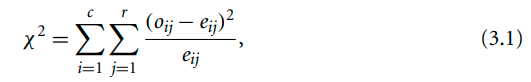 χ² = ∑_{i=1}^{c} ∑_{j=1}^{r} (o_{ij} − e_{ij})² / e_{ij}, (3.1)